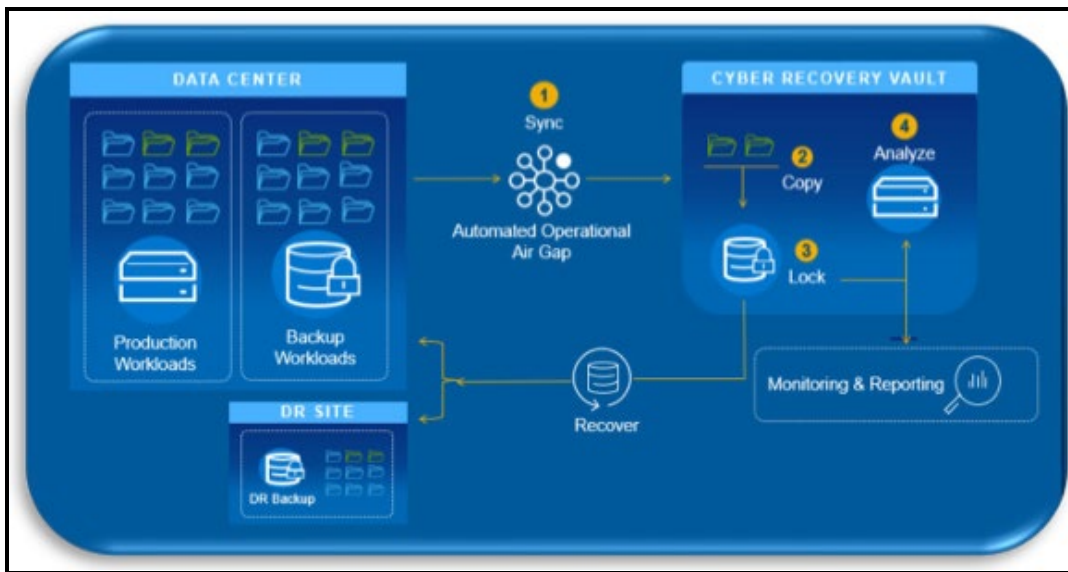 DATA CENTER
Production
Workloads
Backup
Workloads
DR SITE
DR Backup
1
Sync
Automated Operational
Air Gap
Recover
CYBER RECOVERY VAULT
2
Copy
3
Lock
4
Analyze
Monitoring & Reporting